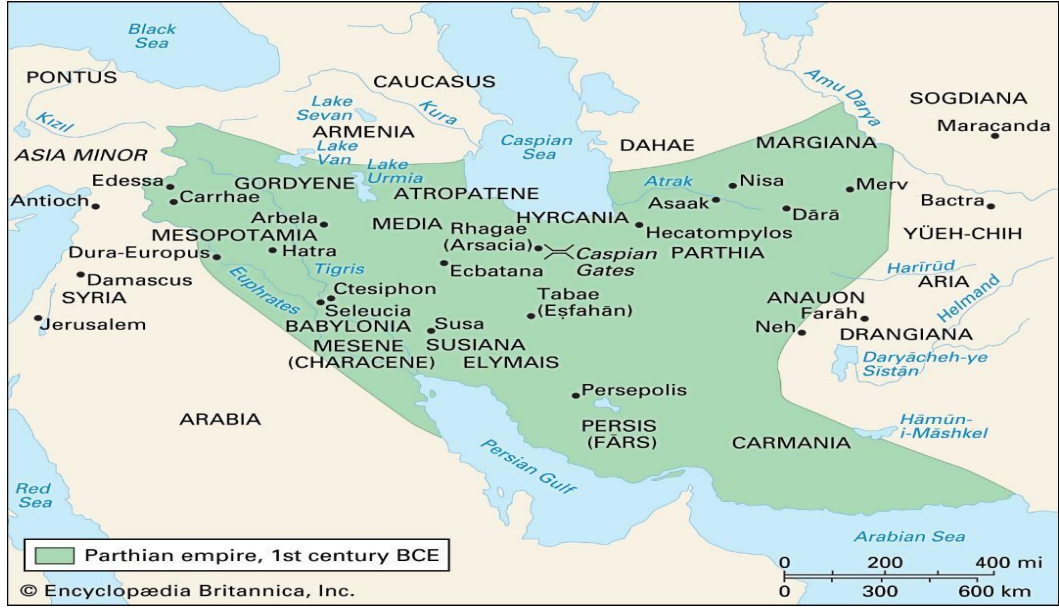 Black
Sea
PONTUS
CAUCASUS
Amu Darya
SOGDIANA
Maracanda
Kızıl
Lake
Sevan
Kura
ARMENIA
Lake
Van
Lake
Urmia
Caspian
Sea
DAHAE
MARGIANA
ASIA MINOR
Edessa
Carrhae
GORDYENE
ATROPATENE
Atrak
Nisa
Merv
Antioch
Asaak
Dārā
Bactra
Arbela
MEDIA
HYRCANIA
Hecatompylos
MESOPOTAMIA
Rhagae
(Arsacia)
Caspian
Gates
PARTHIA
YÜEH-CHIH
Dura-Europus
Hatra
Ecbatana
Harīrūd
ARIA
Damascus
Tigris
Euphrates
Ctesiphon
Seleucia
Tabae
(Eṣfahān)
ANAUON
Farāh
Helmand
SYRIA
Jerusalem
BABYLONIA
Susa
Neh
DRANGIANA
MESENE
(CHARACENE)
SUSIANA
ELYMAIS
Daryācheh-ye
Sīstān
Persepolis
ARABIA
PERSIS
(FĀRS)
CARMANIA
Hāmūn-
i-Māshkel
Persian Gulf
Red
Sea
Arabian Sea
Parthian empire, 1st century BCE
0 200 400 mi
0 300 600 km
© Encyclopædia Britannica, Inc.